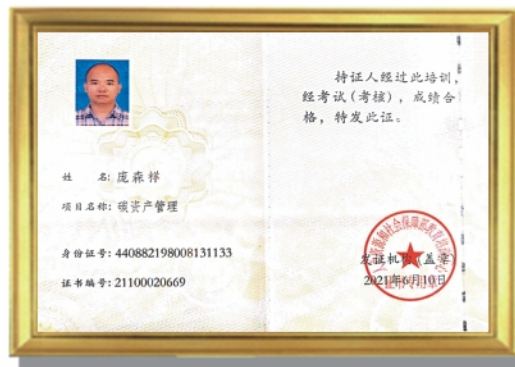 姓　名: 庞森祥
项目名称: 碳资产管理
身份证号: 440882198008131133
证书编号: 21100020669
持证人经过此培训,
经考试(考核), 成绩合
格, 特发此证。
发证机构(盖章)
2021年6月10日